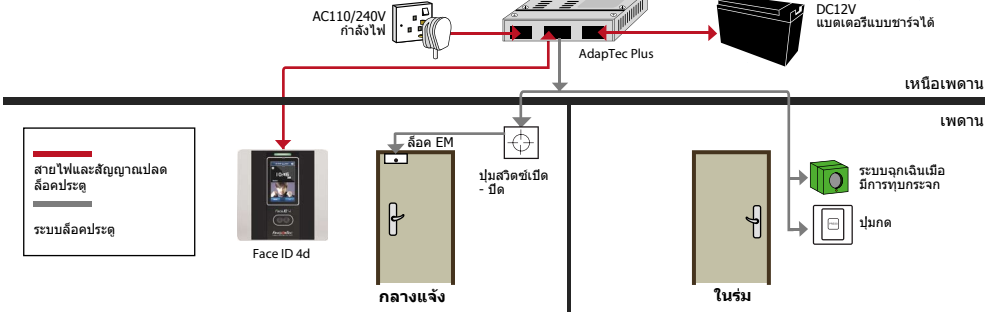 AC110/240V
กำลังไฟ
DC12V
แบตเตอรี่แบบชาร์จได้
AdapTec Plus
เหนือเพดาน
เพดาน
สายไฟและสัญญาณปลด
ล็อคประตู
ระบบล็อคประตู
Face ID 4d
ล็อค EM
ปุ่มสวิตช์เปิด
- ปิด
กลางแจ้ง
ในร่ม
ระบบฉุกเฉินเมื่อ
มีการทุบกระจก
ปุ่มกด